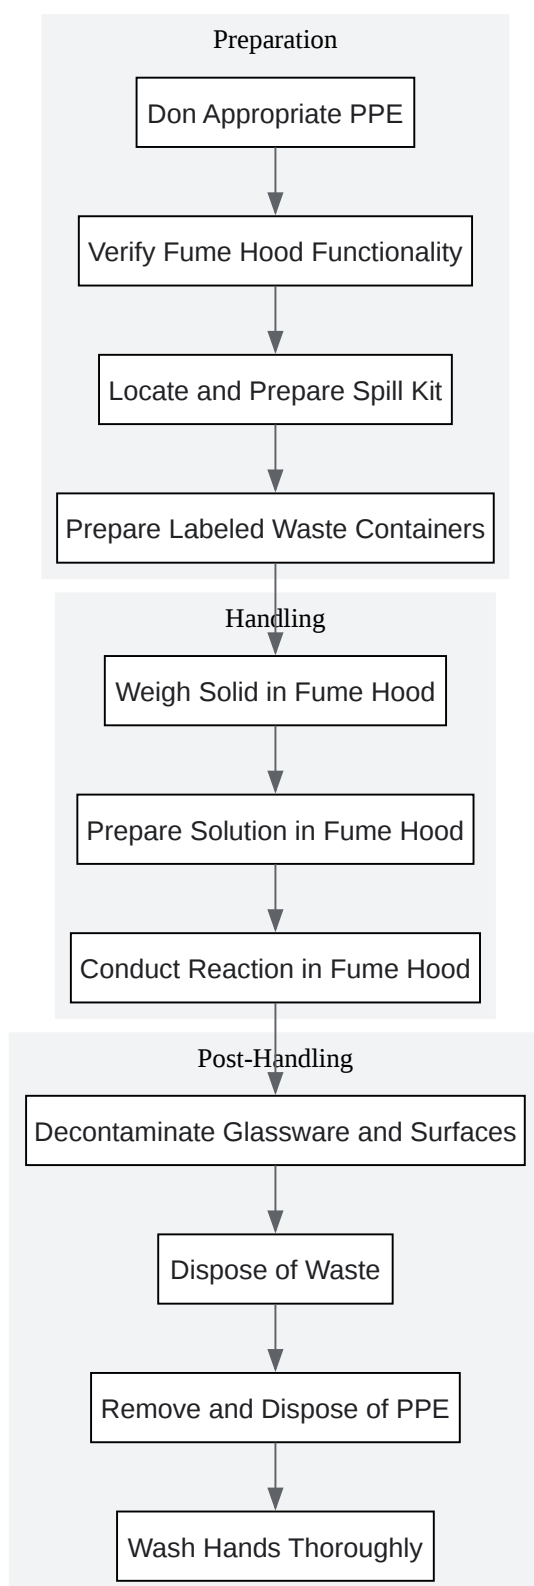 Preparation
Don Appropriate PPE
Verify Fume Hood Functionality
Locate and Prepare Spill Kit
Prepare Labeled Waste Containers
Handling
Weigh Solid in Fume Hood
Prepare Solution in Fume Hood
Conduct Reaction in Fume Hood
Post-Handling
Decontaminate Glassware and Surfaces
Dispose of Waste
Remove and Dispose of PPE
Wash Hands Thoroughly